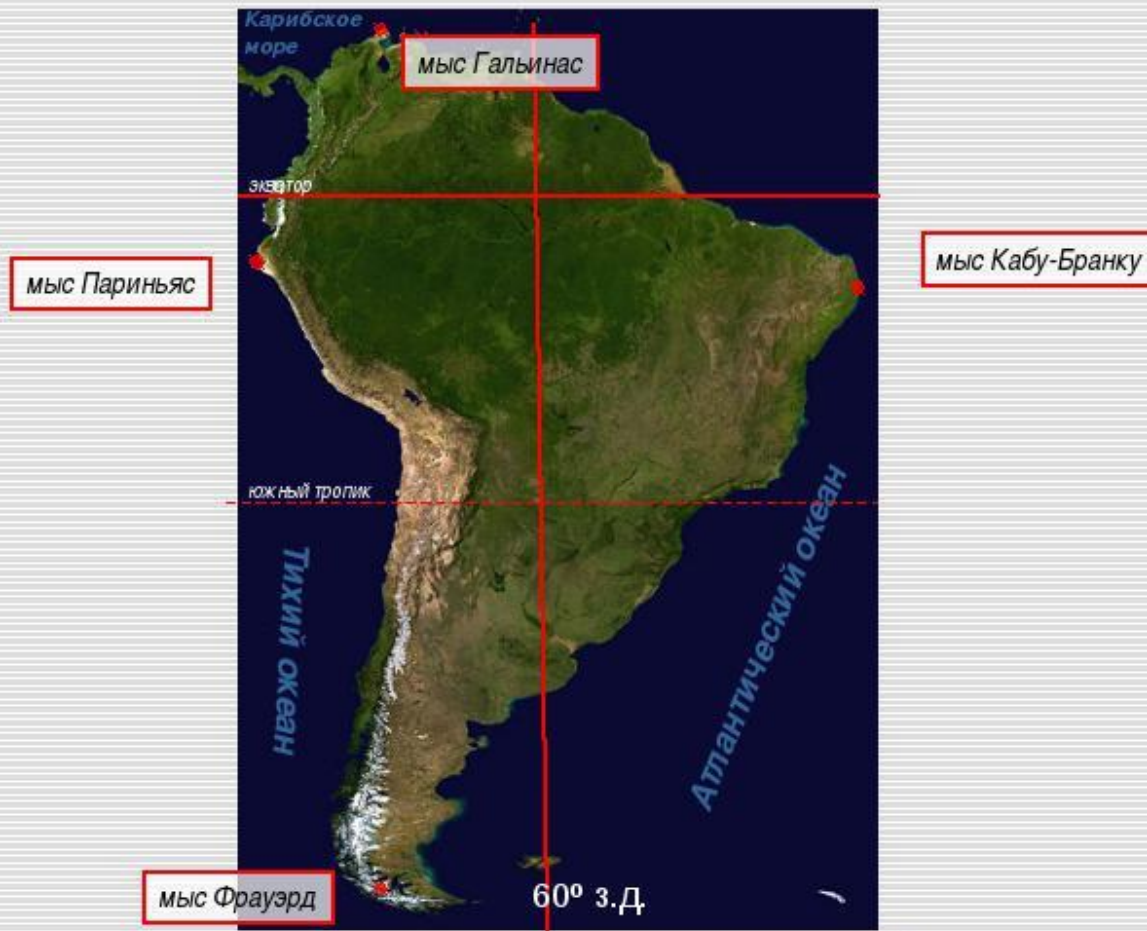 Карибское
море
мыс Гальинас
экватор
мыс Париньяс
мыс Кабу-Бранку
южный тропик
Тихий океан
Атлантический океан
мыс Фрауэрд
60º з.д.